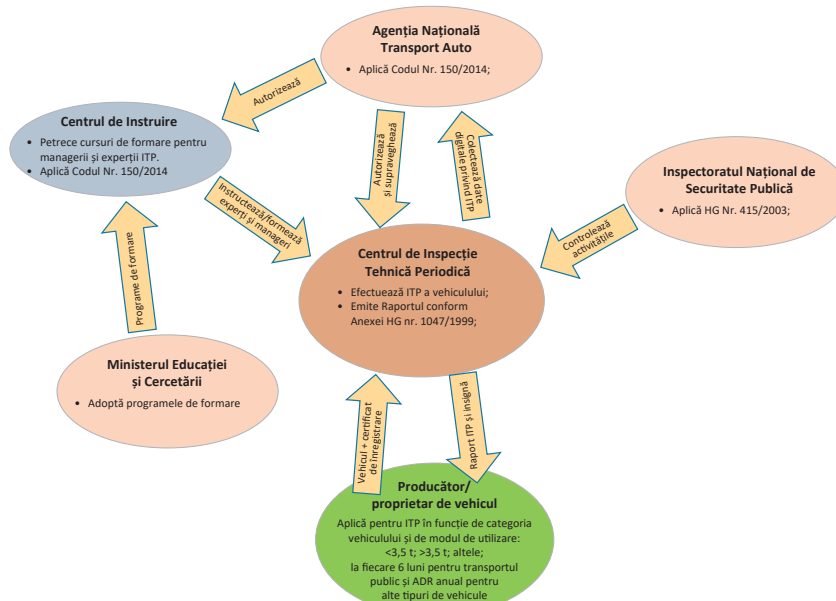 Agenția Națională
Transport Auto
• Aplică Codul Nr. 150/2014;
Autorizează
Centrul de Instruire
• Petrece cursuri de formare pentru
managerii și experții ITP.
• Aplică Codul Nr. 150/2014
Autorizează
și supraveghează
Colectează date
digitale privind ITP
Inspectoratul Național de
Securitate Publică
• Aplică HG Nr. 415/2003;
Instructează/formează
experți și manageri
Controlează
activitățile
Programe de formare
Centrul de Inspecție
Tehnică Periodică
• Efectuează ITP a vehiculului;
• Emite Raportul conform
Anexei HG nr. 1047/1999;
Ministerul Educației
și Cercetării
• Adoptă programele de formare
Vehicul + certificat
de înregistrare
Raport ITP și insignă
Producător/
proprietar de vehicul
Aplică pentru ITP în funcție de categoria
vehiculului și de modul de utilizare:
<3,5 t; >3,5 t; altele;
la fiecare 6 luni pentru transportul
public și ADR anual pentru
alte tipuri de vehicule